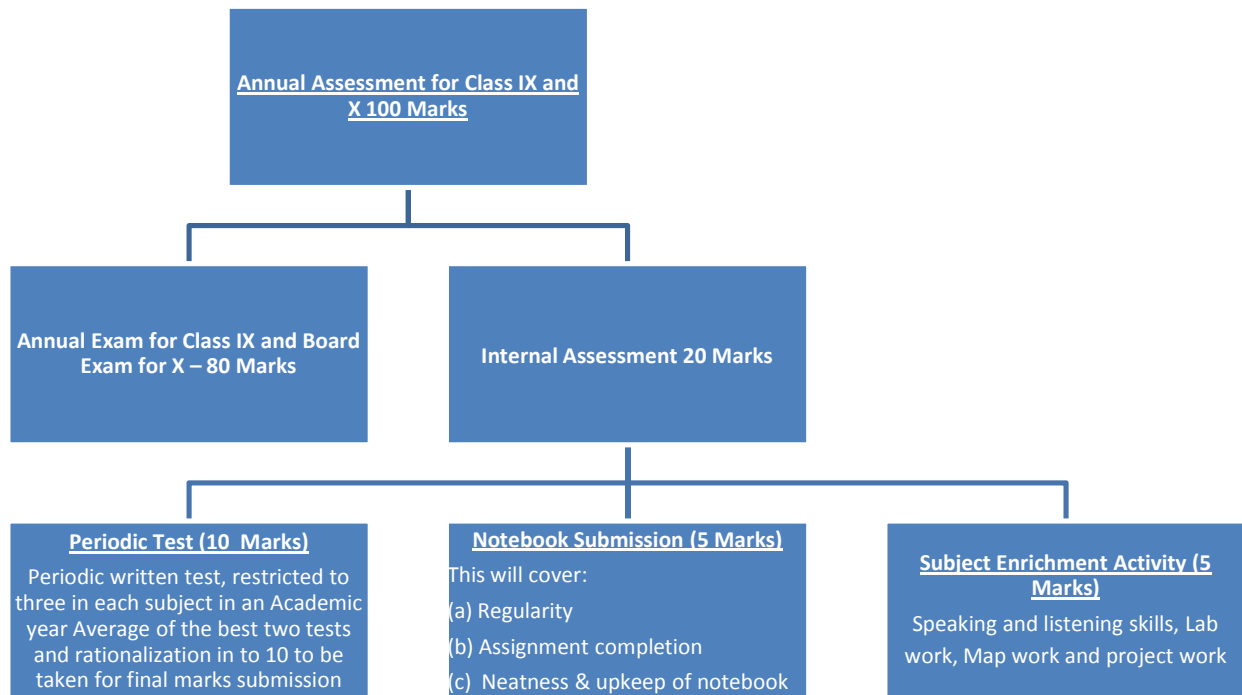 Annual Assessment for Class IX and
X 100 Marks
Annual Exam for Class IX and Board
Exam for X – 80 Marks
Internal Assessment 20 Marks
Periodic Test (10  Marks)
Periodic written test, restricted to
three in each subject in an Academic
year Average of the best two tests
and rationalization in to 10 to be
taken for final marks submission
Notebook Submission (5 Marks)
This will cover:
(a) Regularity
(b) Assignment completion
(c)  Neatness & upkeep of notebook
Subject Enrichment Activity (5
Marks)
Speaking and listening skills, Lab
work, Map work and project work